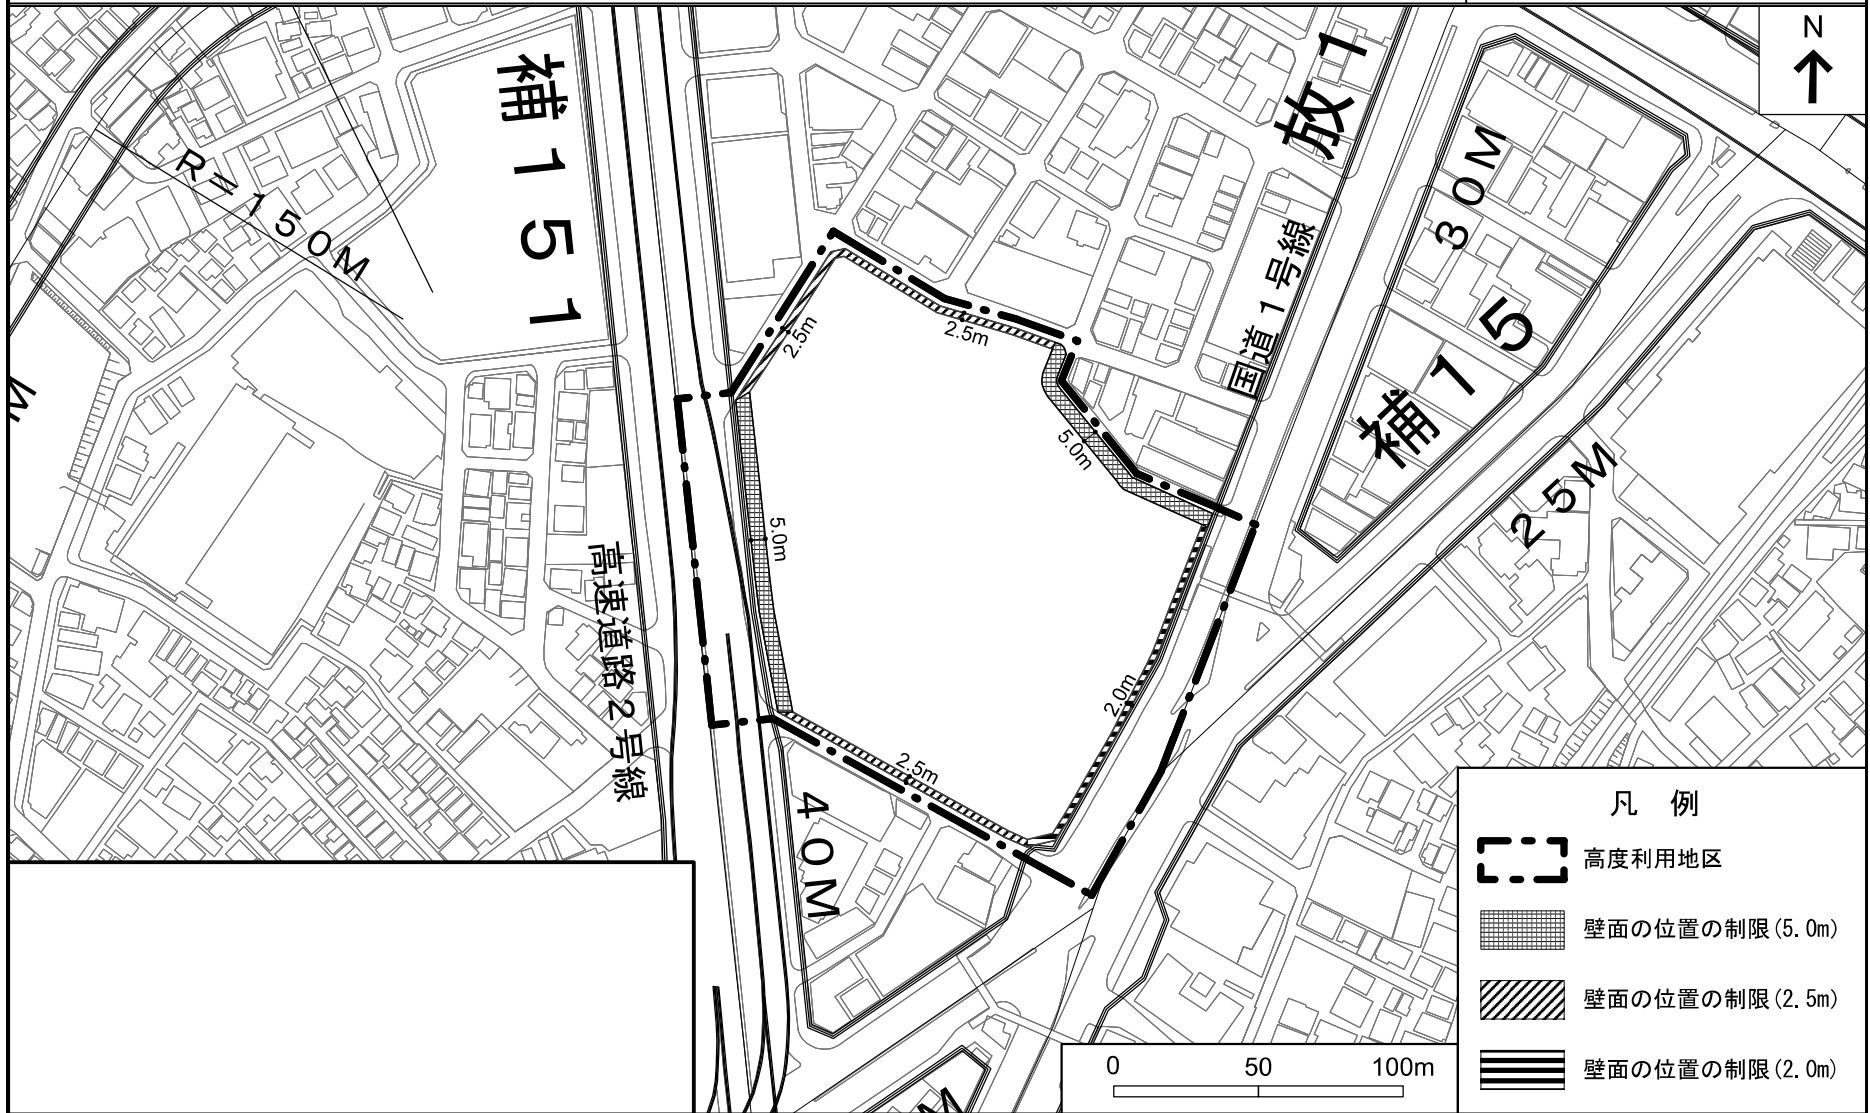 N
補151
放1
R=150M
30M
国道1号線
補15
25M
2.5m
2.5m
5.0m
5.0m
高速道路2号線
2.0m
2.5m
40M
M
M
凡 例
高度利用地区
壁面の位置の制限(5.0m)
壁面の位置の制限(2.5m)
壁面の位置の制限(2.0m)
0 50 100m